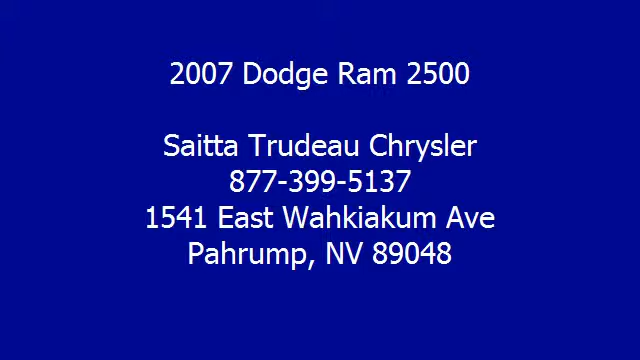 2007 Dodge Ram 2500
Saitta Trudeau Chrysler
877-399-5137
1541 East Wahkiakum Ave
Pahrump, NV 89048